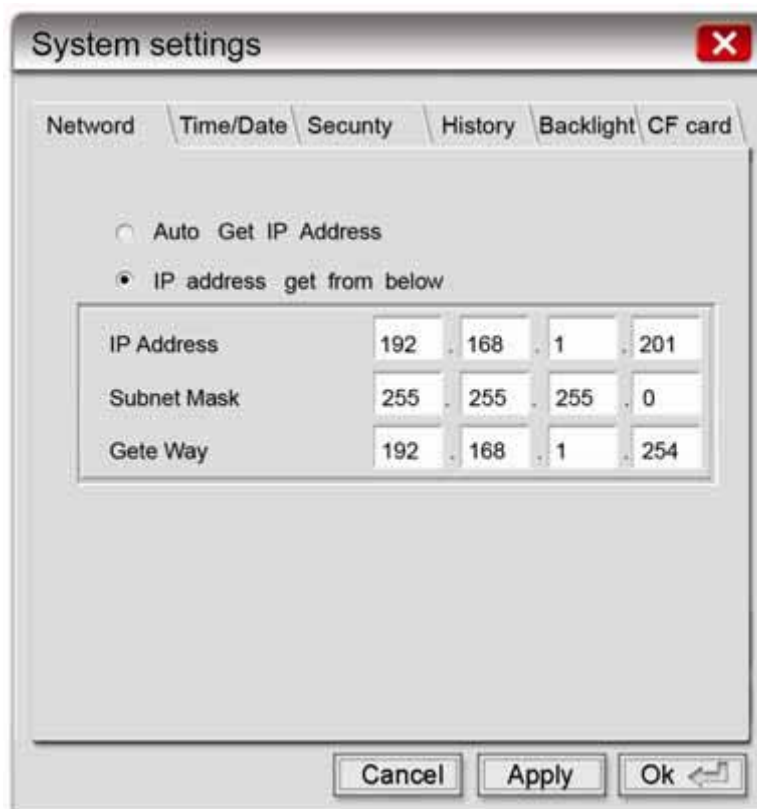 System settings
Netword Time/Date Securty History Backlight CF card
Auto Get IP Address
IP address get from below
IP Address 192 . 168 . 1 . 201
Subnet Mask 255 . 255 . 255 . 0
Gete Way 192 . 168 . 1 . 254
Cancel Apply Ok